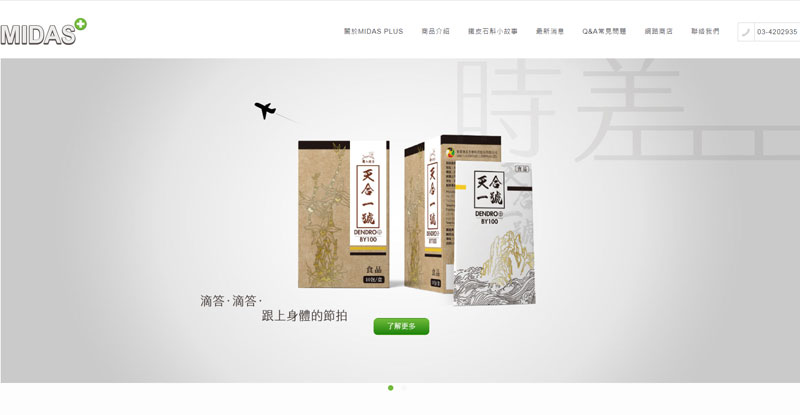 MIDAS+
關於MIDAS PLUS 商品介紹 鐵皮石斛小故事 最新消息 Q&A常見問題 網路商店 聯絡我們 03-4202935
時差
天合一號
DENDRO+
BY100
食品
天合一號
DENDRO+
BY100
食品
天合一號
DENDRO+
BY100
滴答·滴答·
跟上身體的節拍
了解更多